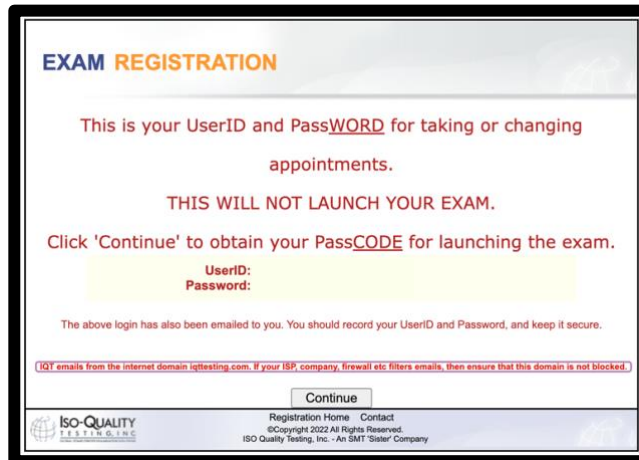 EXAM REGISTRATION
This is your UserID and PassWORD for taking or changing
appointments.
THIS WILL NOT LAUNCH YOUR EXAM.
Click 'Continue' to obtain your PassCODE for launching the exam.
UserID:
Password:
The above login has also been emailed to you. You should record your UserID and Password, and keep it secure.
IQT emails from the internet domain iqttesting.com. If your ISP, company, firewall etc filters emails, then ensure that this domain is not blocked.
Continue
ISO-QUALITY
TESTING, INC
Registration Home Contact
©Copyright 2022 All Rights Reserved.
ISO Quality Testing, Inc. - An SMT 'Sister' Company